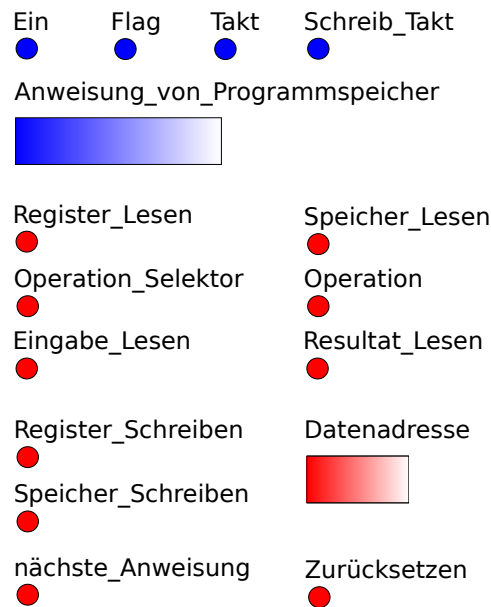 Ein Flag Takt Schreib_Takt
Anweisung_von_Programmspeicher
Register_Lesen Speicher_Lesen
Operation_Selektor Operation
Eingabe_Lesen Resultat_Lesen
Register_Schreiben Datenadresse
Speicher_Schreiben
nächste_Anweisung Zurücksetzen